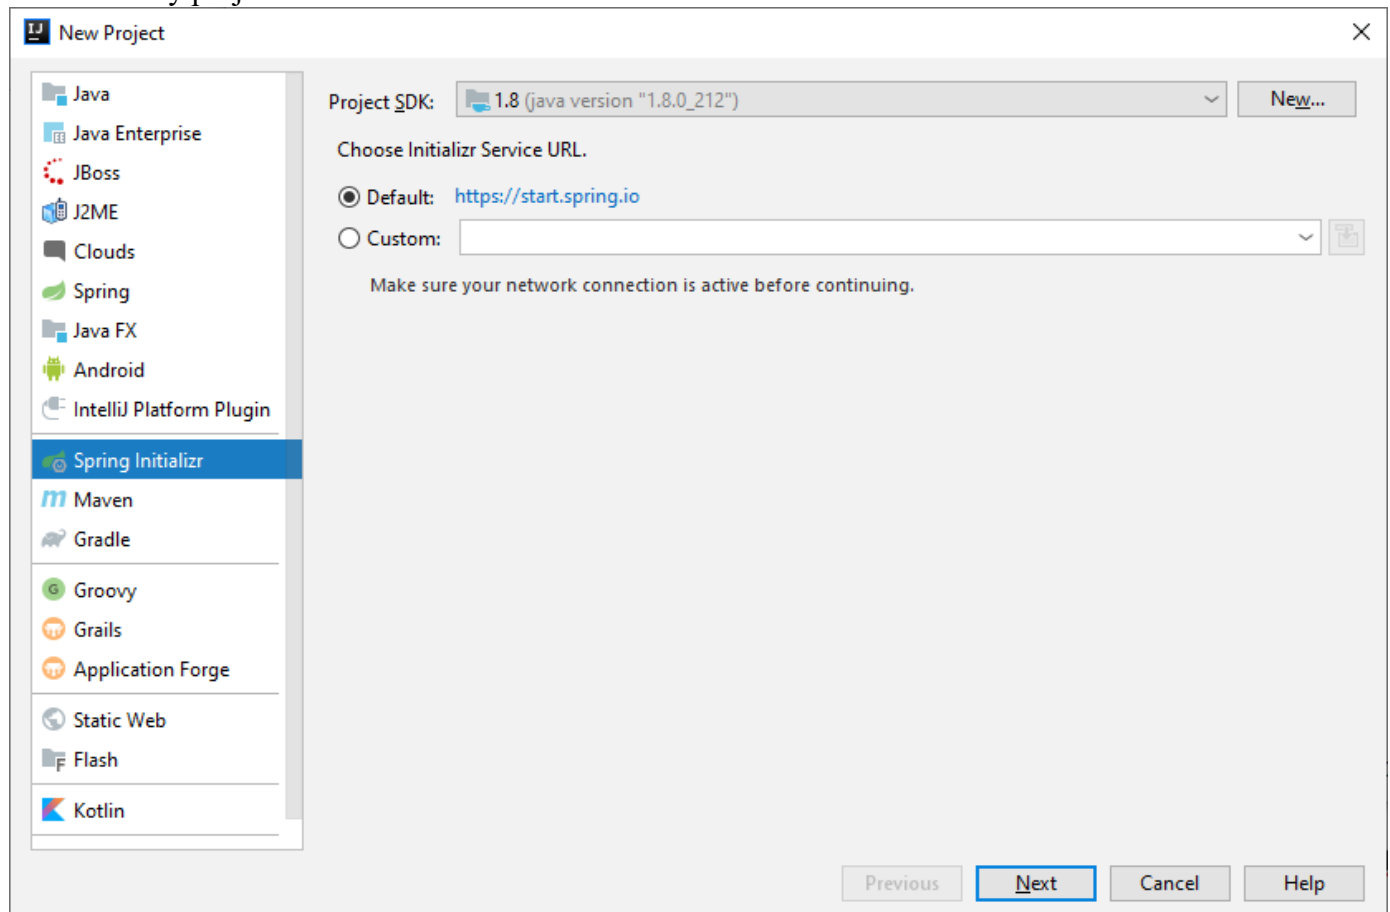 New Project
Java
Java Enterprise
JBoss
J2ME
Clouds
Spring
Java FX
Android
IntelliJ Platform Plugin
Spring Initializr
Maven
Gradle
Groovy
Grails
Application Forge
Static Web
Flash
Kotlin
Project SDK: 1.8 (java version "1.8.0_212") New...
Choose Initializr Service URL.
Default: https://start.spring.io
Custom:
Make sure your network connection is active before continuing.
Previous Next Cancel Help